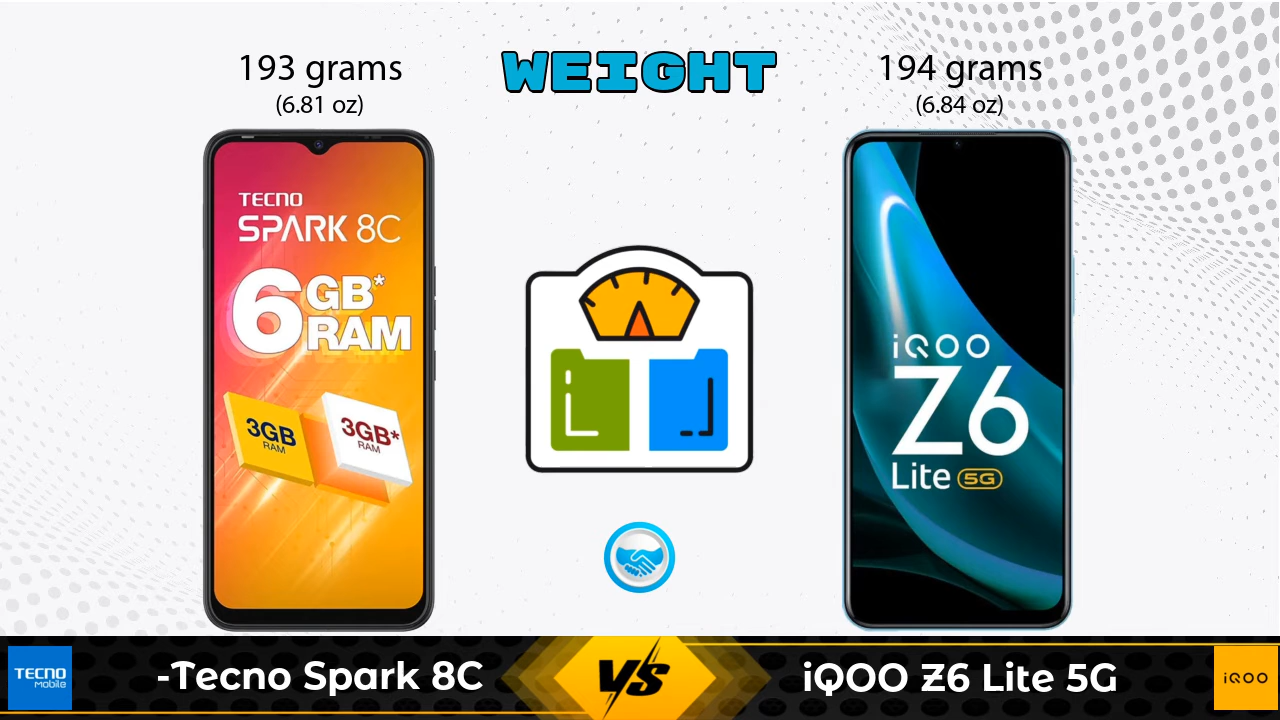 193 grams
(6.81 oz)
WEIGHT
194 grams
(6.84 oz)
TECNO
SPARK 8C
6GB*
RAM
3GB
RAM
3GB*
RAM
iQOO
Z6
Lite 5G
TECNO
mobile
-Tecno Spark 8C
VS
iQOO Z6 Lite 5G
iQOO